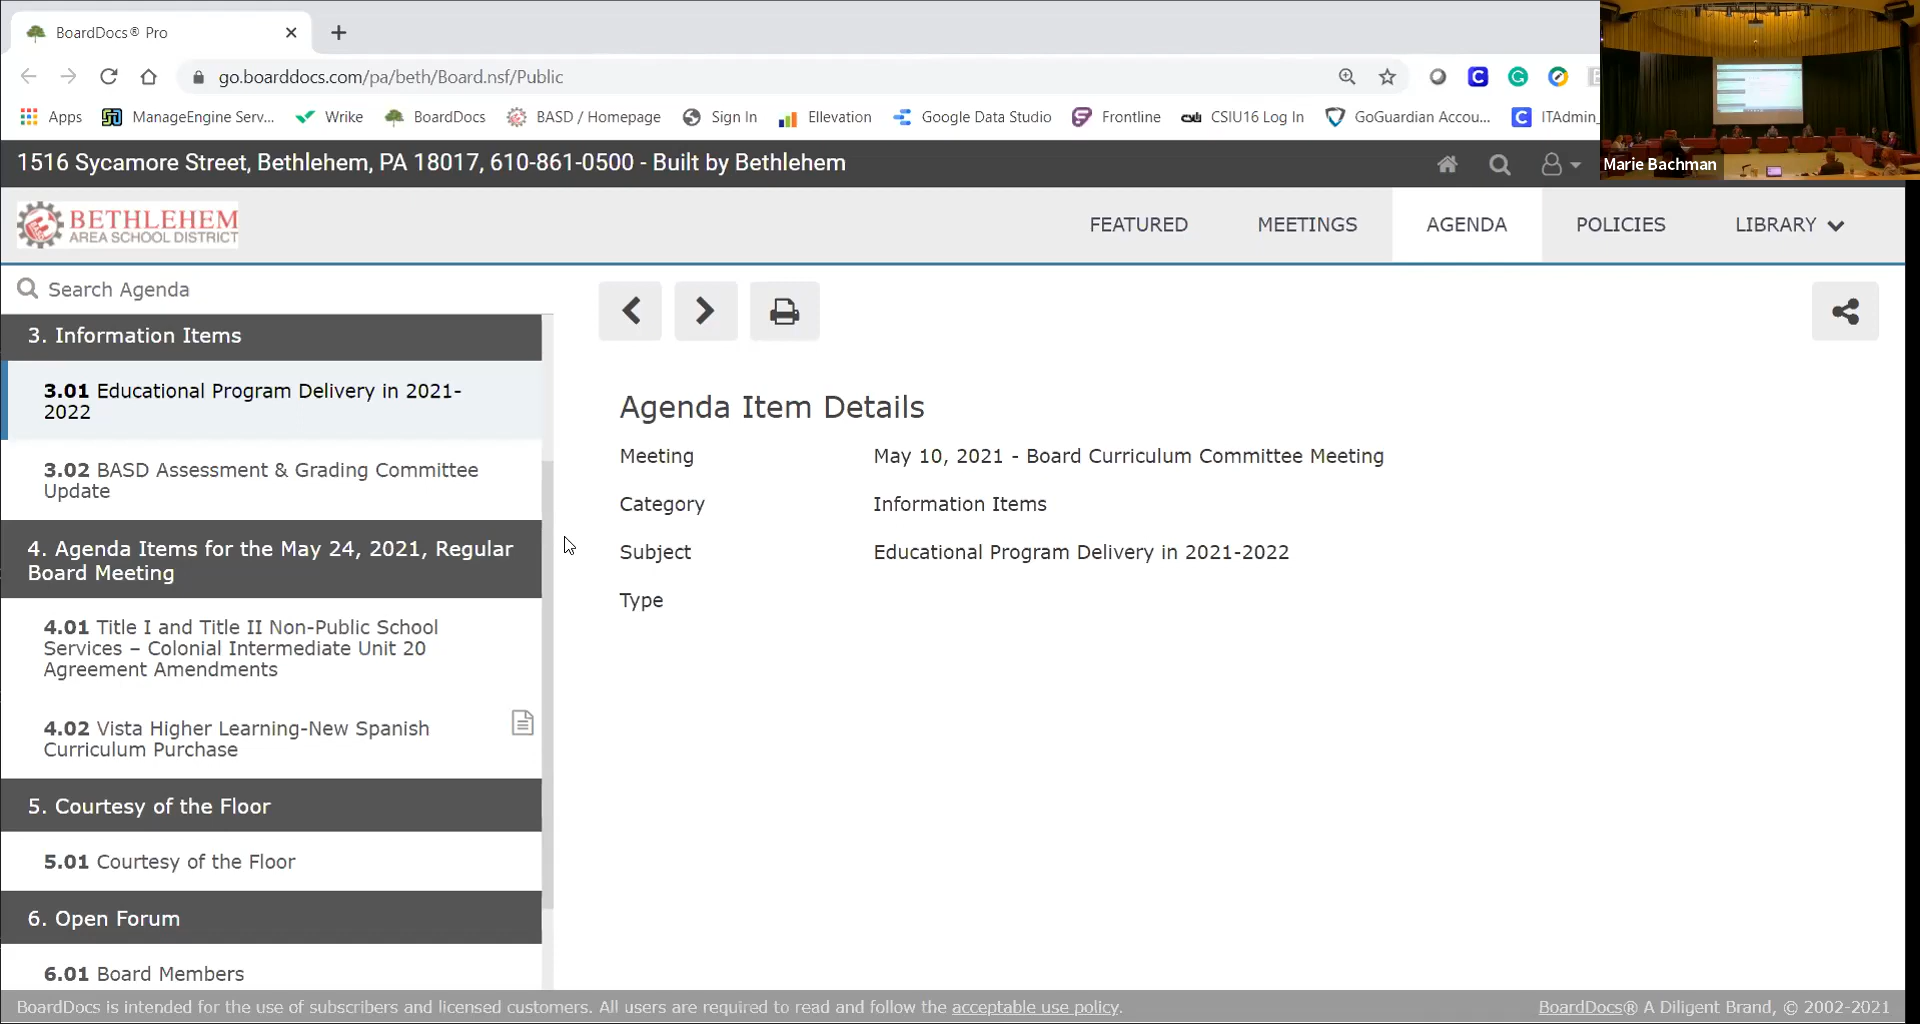 BoardDocs® Pro
go.boarddocs.com/pa/beth/Board.nsf/Public
Apps ManageEngine Serv... Wrike BoardDocs BASD / Homepage Sign In Ellevation Google Data Studio Frontline CSIU16 Log In GoGuardian Accou... ITAdmin_
1516 Sycamore Street, Bethlehem, PA 18017, 610-861-0500 - Built by Bethlehem
Marie Bachman
BETHLEHEM
AREA SCHOOL DISTRICT
FEATURED MEETINGS AGENDA POLICIES LIBRARY
Search Agenda
3. Information Items
3.01 Educational Program Delivery in 2021-
2022
3.02 BASD Assessment & Grading Committee
Update
4. Agenda Items for the May 24, 2021, Regular
Board Meeting
4.01 Title I and Title II Non-Public School
Services – Colonial Intermediate Unit 20
Agreement Amendments
4.02 Vista Higher Learning-New Spanish
Curriculum Purchase
5. Courtesy of the Floor
5.01 Courtesy of the Floor
6. Open Forum
6.01 Board Members
Agenda Item Details
Meeting May 10, 2021 - Board Curriculum Committee Meeting
Category Information Items
Subject Educational Program Delivery in 2021-2022
Type
BoardDocs is intended for the use of subscribers and licensed customers. All users are required to read and follow the acceptable use policy.
BoardDocs® A Diligent Brand, © 2002-2021